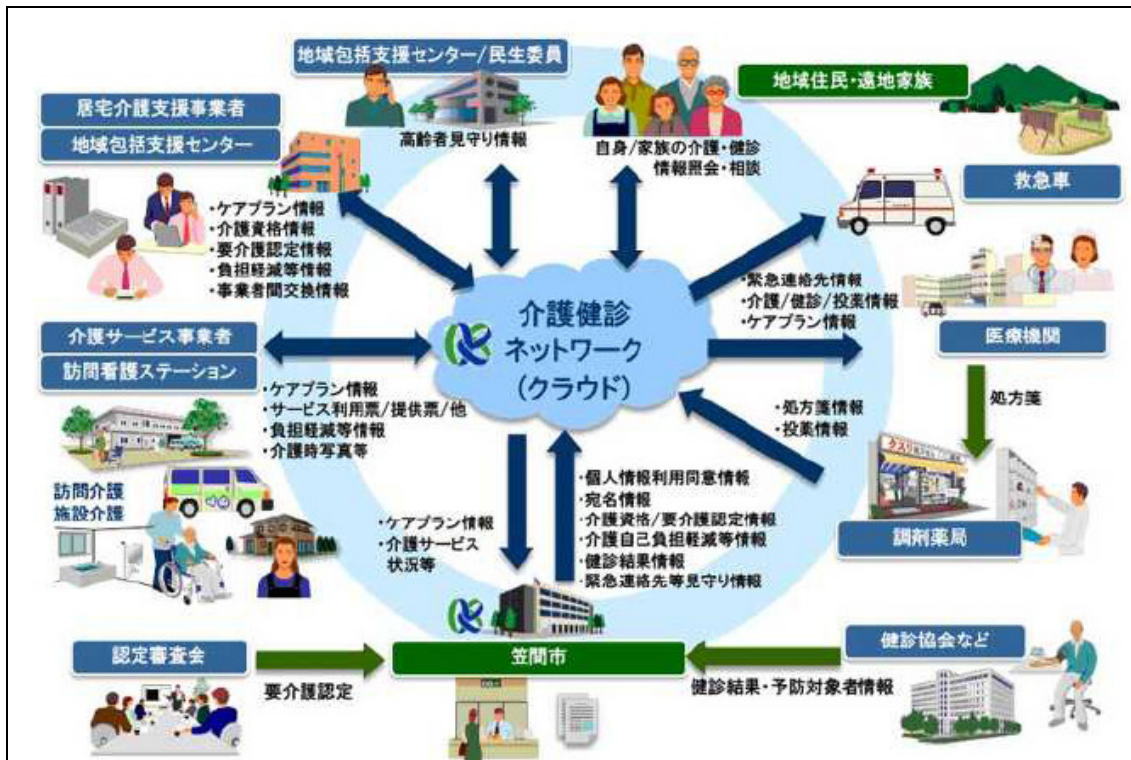 地域包括支援センター/民生委員
高齢者見守り情報
自身/家族の介護・健診
情報照会・相談
地域住民・遠地家族
居宅介護支援事業者
地域包括支援センター
・ケアプラン情報
・介護資格情報
・要介護認定情報
・負担軽減等情報
・事業者間交換情報
救急車
・緊急連絡先情報
・介護/健診/投薬情報
・ケアプラン情報
医療機関
介護健診
ネットワーク
(クラウド)
介護サービス事業者
訪問看護ステーション
・ケアプラン情報
・サービス利用票/提供票/他
・負担軽減等情報
・介護時写真等
訪問介護
施設介護
処方箋
・処方箋情報
・投薬情報
クスリ
調剤薬局
・ケアプラン情報
・介護サービス
状況等
・個人情報利用同意情報
・宛名情報
・介護資格/要介護認定情報
・介護自己負担軽減等情報
・健診結果情報
・緊急連絡先等見守り情報
認定審査会
要介護認定
笠間市
健診協会など
健診結果・予防対象者情報